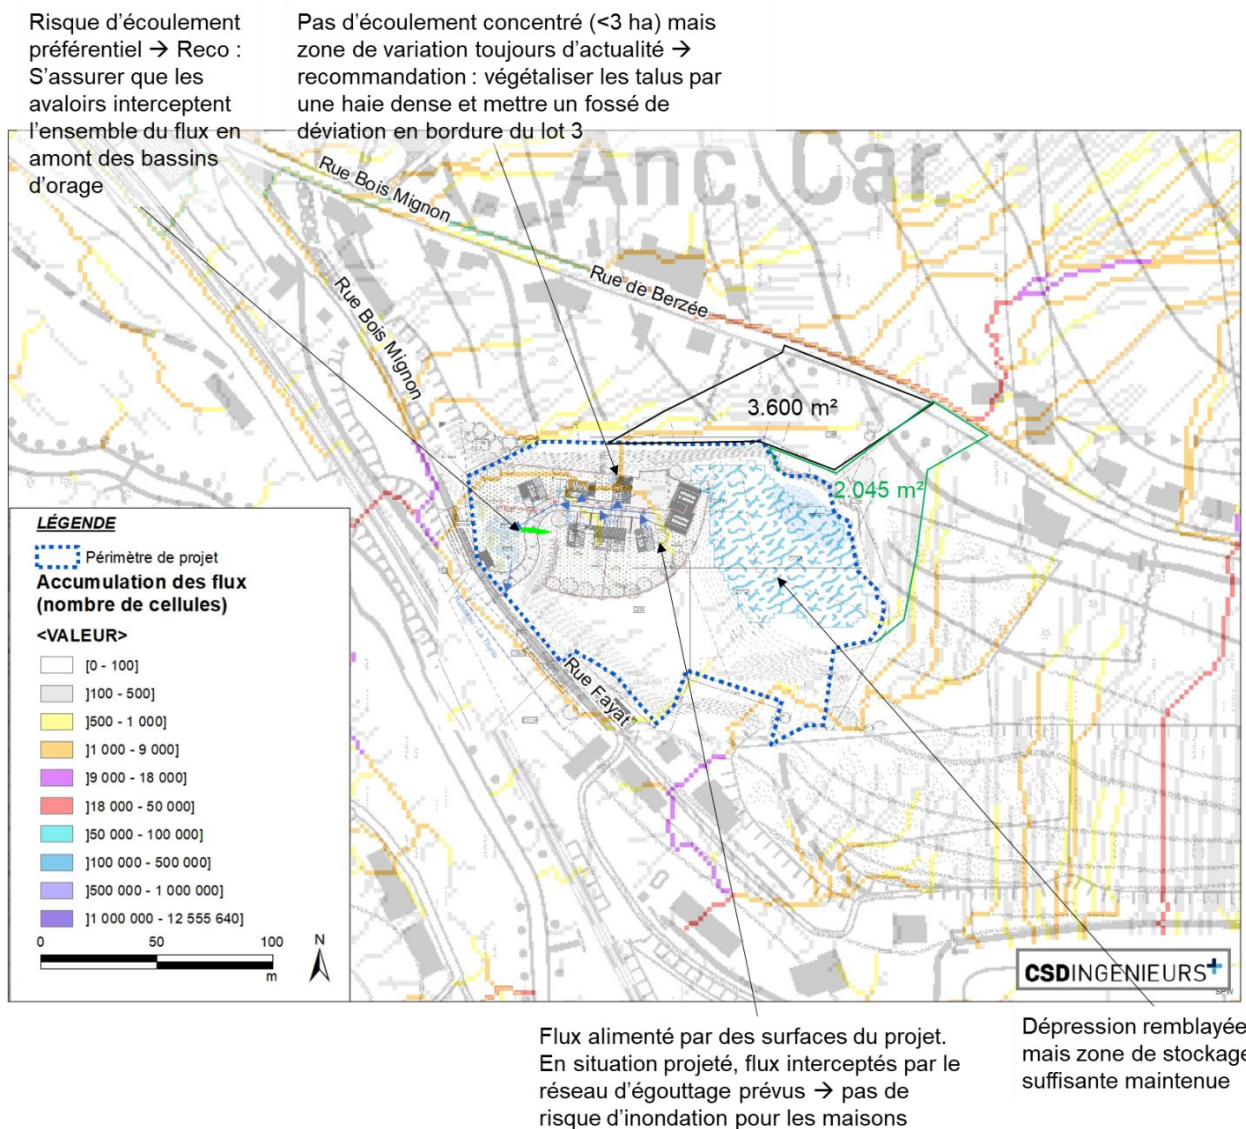 Risque d’écoulement
préférentiel → Reco :
S’assurer que les
avaloirs interceptent
l’ensemble du flux en
amont des bassins
d’orage
Pas d’écoulement concentré (<3 ha) mais
zone de variation toujours d’actualité →
recommandation : végétaliser les talus par
une haie dense et mettre un fossé de
déviation en bordure du lot 3
Anc. Car.
Rue Bois Mignon
Rue de Berzée
Rue Bois Mignon
3.600 m²
2.045 m²
Rue Fayat
LÉGENDE
Périmètre de projet
Accumulation des flux
(nombre de cellules)
<VALEUR>
[0 - 100]
]100 - 500]
]500 - 1 000]
]1 000 - 9 000]
]9 000 - 18 000]
]18 000 - 50 000]
]50 000 - 100 000]
]100 000 - 500 000]
]500 000 - 1 000 000]
]1 000 000 - 12 555 640]
0 50 100
m
N
CSDINGENIEURS+
SPW
Flux alimenté par des surfaces du projet.
En situation projeté, flux interceptés par le
réseau d’égouttage prévus → pas de
risque d’inondation pour les maisons
Dépression remblayée
mais zone de stockage
suffisante maintenue